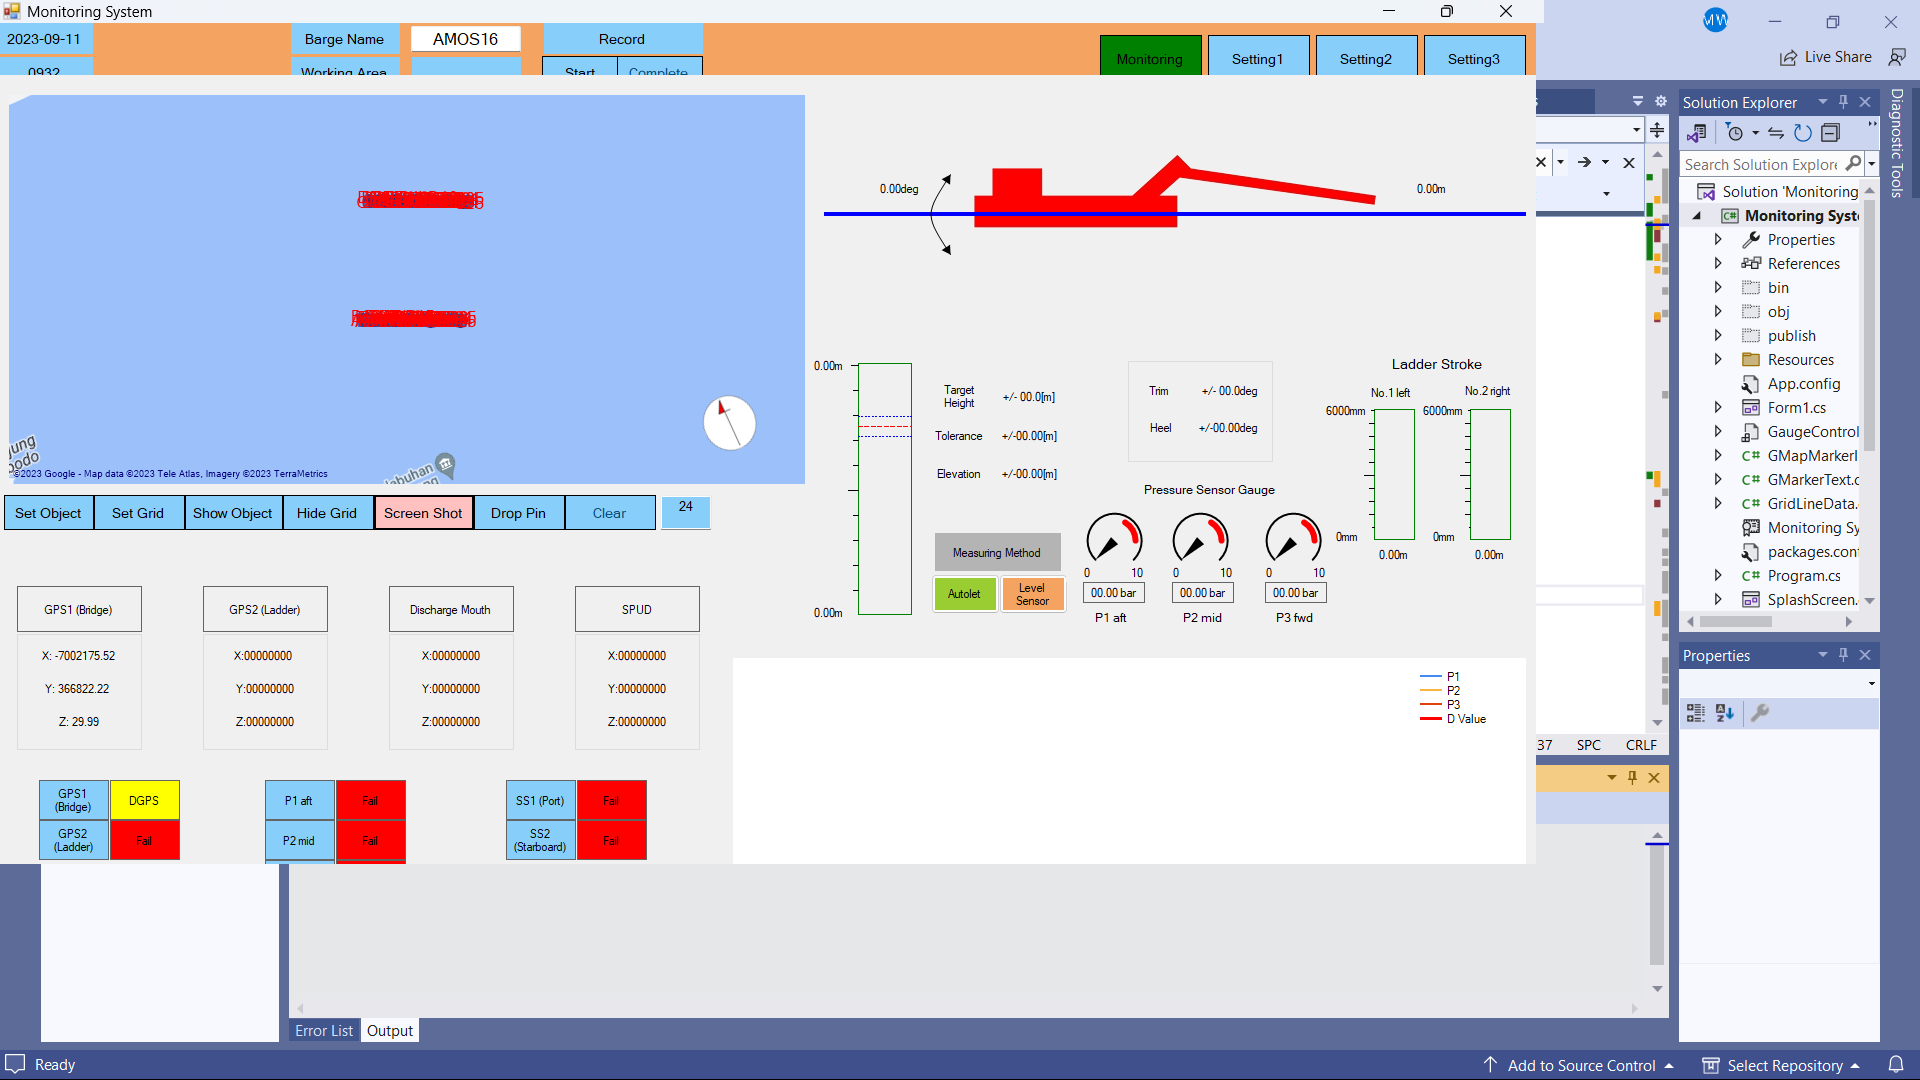 Monitoring System
2023-09-11
Barge Name
AMOS16
Record
0932
Working Area
Start
Complete
Monitoring
Setting1
Setting2
Setting3
MW
Live Share
0.00deg
0.00m
©2023 Google - Map data ©2023 Tele Atlas, Imagery ©2023 TerraMetrics
Set Object
Set Grid
Show Object
Hide Grid
Screen Shot
Drop Pin
Clear
24
GPS1 (Bridge)
X: -7002175.52
Y: 366822.22
Z: 29.99
GPS2 (Ladder)
X:00000000
Y:00000000
Z:00000000
Discharge Mouth
X:00000000
Y:00000000
Z:00000000
SPUD
X:00000000
Y:00000000
Z:00000000
GPS1
(Bridge)
DGPS
GPS2
(Ladder)
Fail
P1 aft
Fail
P2 mid
Fail
SS1 (Port)
Fail
SS2
(Starboard)
Fail
0.00m
0.00m
Target
Height
+/- 00.0[m]
Tolerance
+/-00.00[m]
Elevation
+/-00.00[m]
Trim
+/- 00.0deg
Heel
+/-00.00deg
Measuring Method
Autolet
Level
Sensor
Pressure Sensor Gauge
0
10
00.00 bar
P1 aft
0
10
00.00 bar
P2 mid
0
10
00.00 bar
P3 fwd
Ladder Stroke
No.1 left
6000mm
0mm
0.00m
No.2 right
6000mm
0mm
0.00m
P1
P2
P3
D Value
Solution Explorer
Search Solution Explore
Solution 'Monitoring
Monitoring Syste
Properties
References
bin
obj
publish
Resources
App.config
Form1.cs
GaugeControl
GMapMarkerI
GMarkerText.c
GridLineData.
Monitoring Sy
packages.conf
Program.cs
SplashScreen.
Diagnostic Tools
Properties
37
SPC
CRLF
Error List
Output
Ready
Add to Source Control
Select Repository